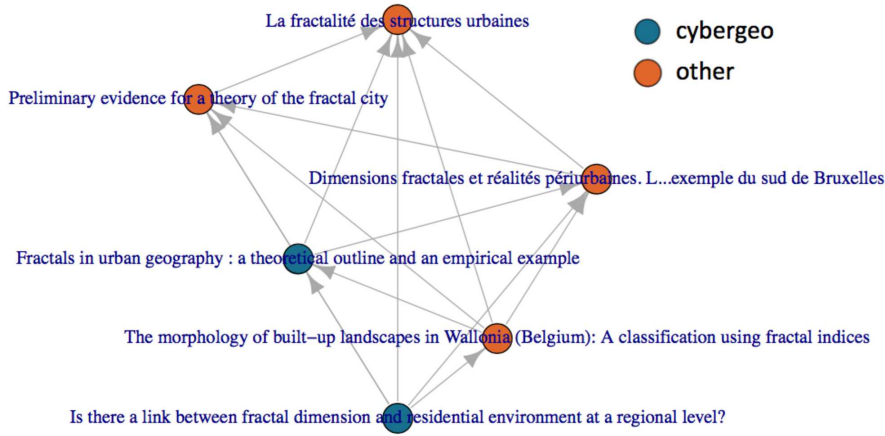 La fractalité des structures urbaines
cybergeo
other
Preliminary evidence for a theory of the fractal city
Dimensions fractales et réalités périurbaines. L...exemple du sud de Bruxelles
Fractals in urban geography : a theoretical outline and an empirical example
The morphology of built−up landscapes in Wallonia (Belgium): A classification using fractal indices
Is there a link between fractal dimension and residential environment at a regional level?